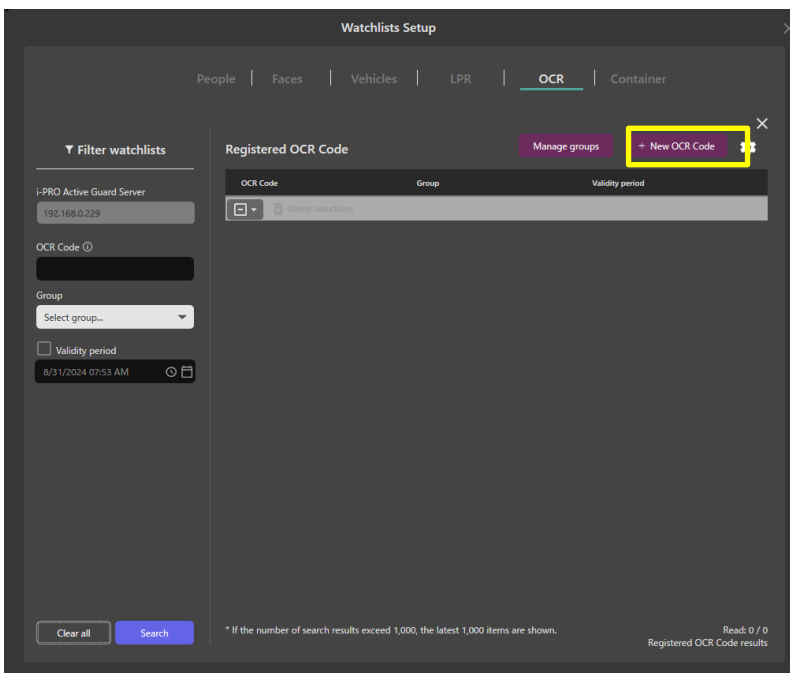 Watchlists Setup
People | Faces | Vehicles | LPR | OCR | Container
Filter watchlists
i-PRO Active Guard Server
192.168.0.229
OCR Code
Group
Select group...
Validity period
8/31/2024 07:53 AM
Clear all
Search
Registered OCR Code
Manage groups
+ New OCR Code
OCR Code Group Validity period
Delete selections
* If the number of search results exceed 1,000, the latest 1,000 items are shown.
Read: 0 / 0
Registered OCR Code results